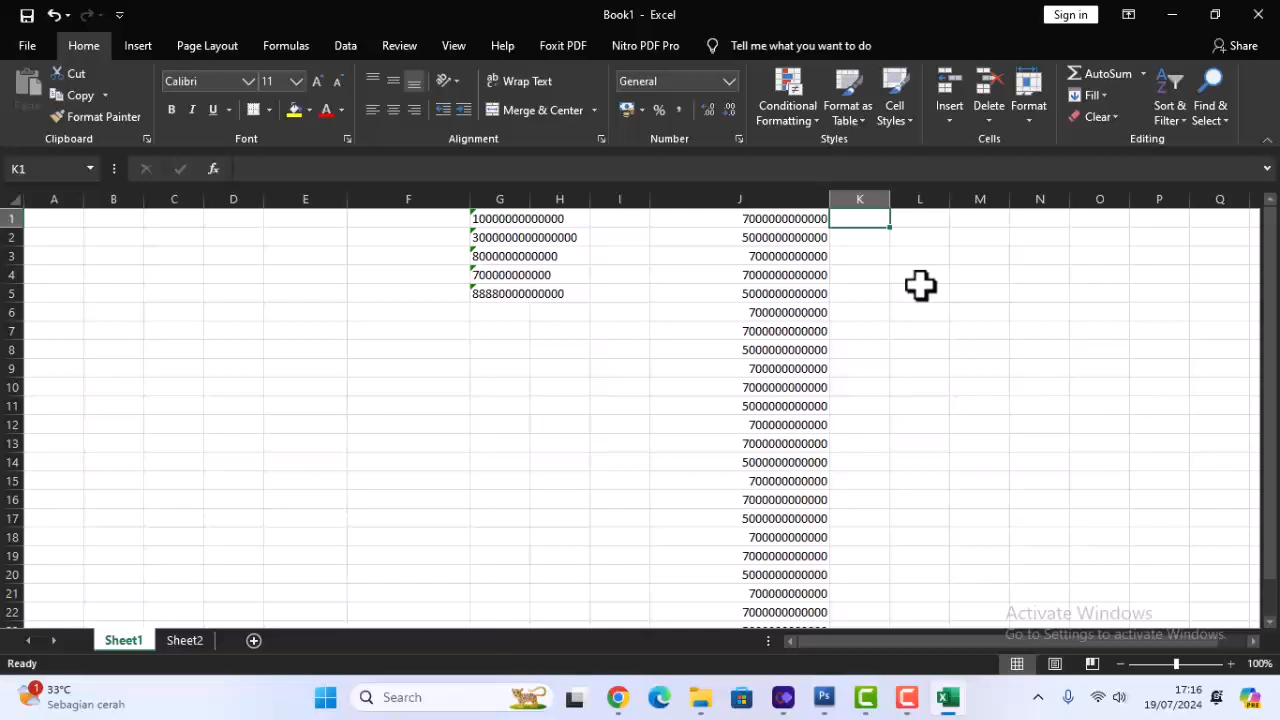 Book1 - Excel
Sign in
File Home Insert Page Layout Formulas Data Review View Help Foxit PDF Nitro PDF Pro Tell me what you want to do Share
Paste Cut Copy Format Painter
Clipboard
Calibri 11
B I U A
Font
Wrap Text
Merge & Center
Alignment
General
%
Number
Conditional Formatting
Format as Table
Cell Styles
Styles
Insert Delete Format
Cells
AutoSum
Fill
Clear
Sort & Filter
Find & Select
Editing
K1 fx
A B C D E F G H I J K L M N O P Q
1 10000000000000 7000000000000
2 3000000000000000 5000000000000
3 8000000000000 700000000000
4 700000000000 7000000000000
5 88880000000000 5000000000000
6 700000000000
7 7000000000000
8 5000000000000
9 700000000000
10 7000000000000
11 5000000000000
12 700000000000
13 7000000000000
14 5000000000000
15 700000000000
16 7000000000000
17 5000000000000
18 700000000000
19 7000000000000
20 5000000000000
21 700000000000
22 7000000000000
Activate Windows
Go to Settings to activate Windows.
Sheet1 Sheet2
Ready
100%
1
33°C
Sebagian cerah
Search
17:16
19/07/2024
PRE